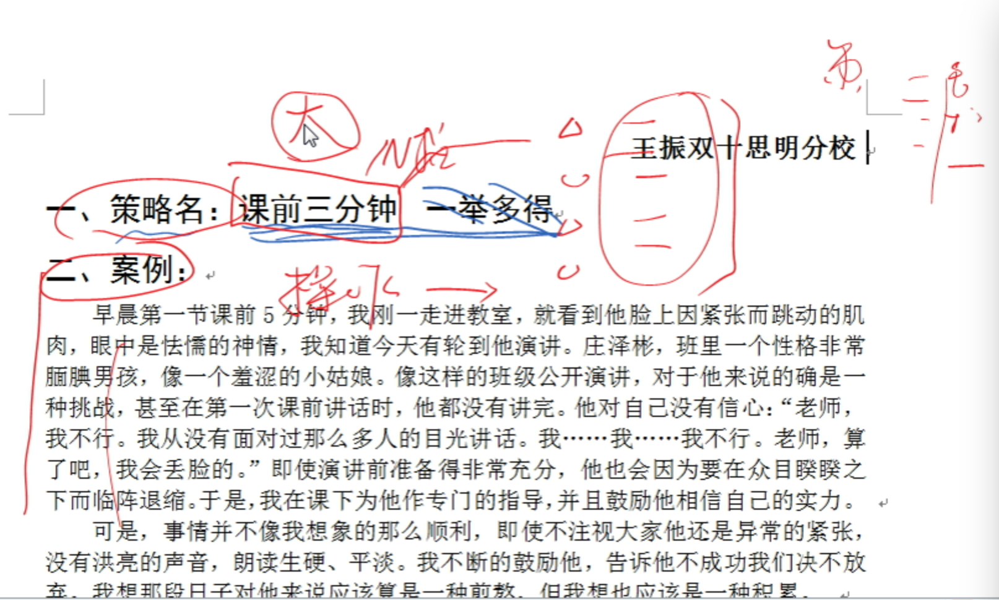 大
王振双十思明分校
一、策略名：课前三分钟 一举多得
二、案例：
早晨第一节课前 5 分钟，我刚一走进教室，就看到他脸上因紧张而跳动的肌
肉，眼中是怯懦的神情，我知道今天有轮到他演讲。庄泽彬，班里一个性格非常
腼腆男孩，像一个羞涩的小姑娘。像这样的班级公开演讲，对于他来说的确是一
种挑战，甚至在第一次课前讲话时，他都没有讲完。他对自己没有信心：“老师，
我不行。我从没有面对过那么多人的目光讲话。我……我……我不行。老师，算
了吧，我会丢脸的。”即使演讲前准备得非常充分，他也会因为要在众目睽睽之
下而临阵退缩。于是，我在课下为他作专门的指导，并且鼓励他相信自己的实力。
可是，事情并不像我想象的那么顺利，即使不注视大家他还是异常的紧张，
没有洪亮的声音，朗读生硬、平淡。我不断的鼓励他，告诉他不成功我们决不放
弃。我想那段日子对他来说应该算是一种煎熬，但我想也应该是一种积累。